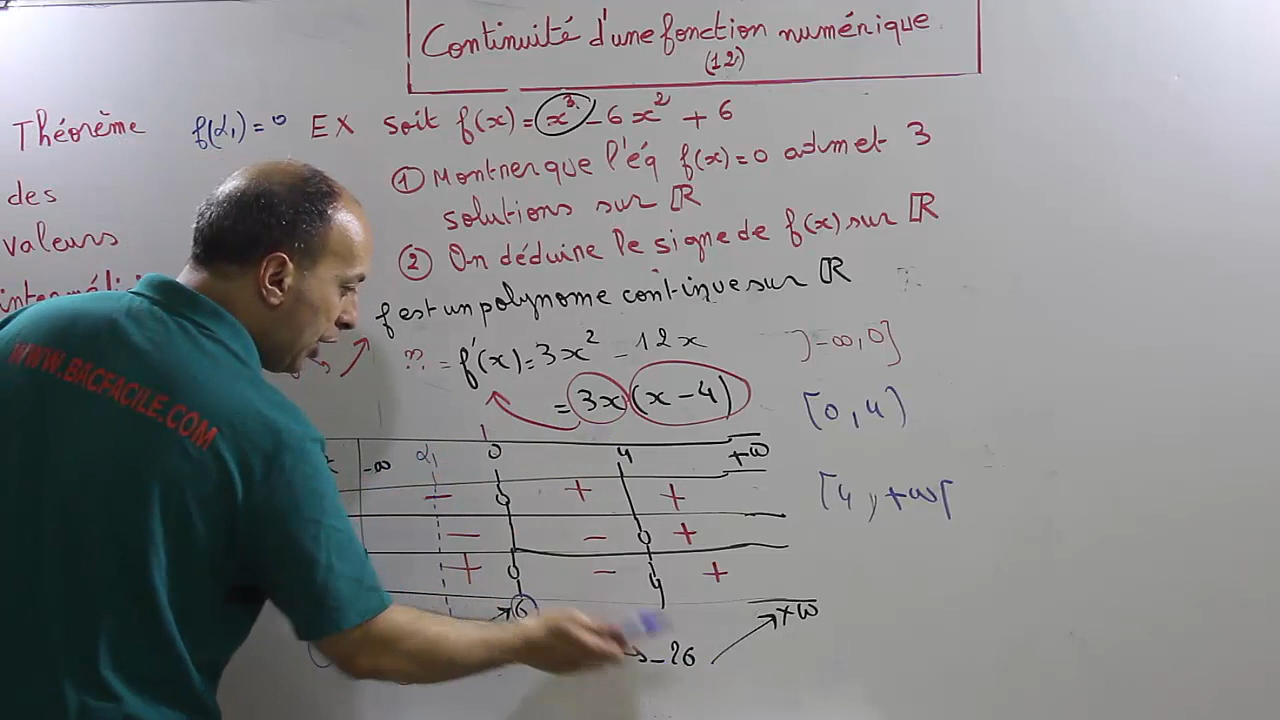 Continuité d'une fonction numérique
(12)
Théorème
des
valeurs
f(α₁)=0
EX soit f(x)=x³-6x²+6
① Montrer que l'éq f(x)=0 admet 3
solutions sur ℝ
② On déduire le signe de f(x) sur ℝ
f est un polynome continue sur ℝ
?? = f'(x)=3x²-12x
= 3x(x-4)
]-∞,0]
[0,4]
[4,+∞[
-∞ α₁ 0 4 +∞
- 0 + +
- - 0 +
+ 0 - 4 +
6 -26 +∞
WWW.BACFACILE.COM